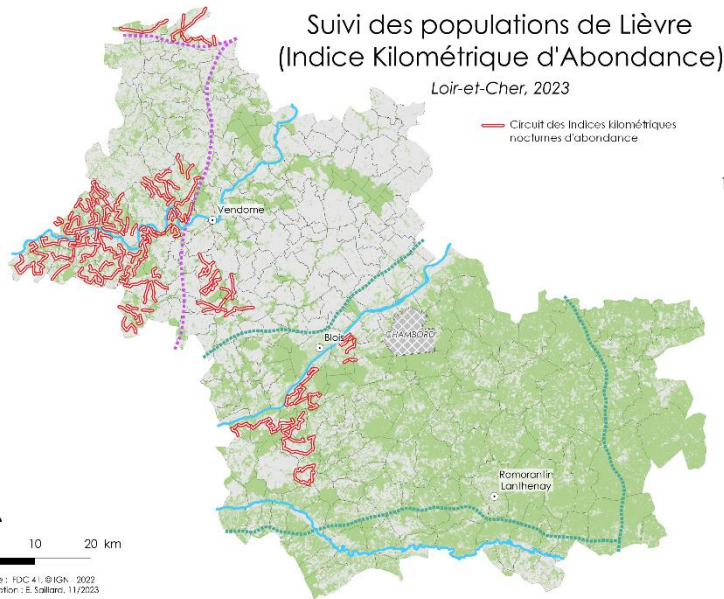 Suivi des populations de Lièvre
(Indice Kilométrique d'Abondance)
Loir-et-Cher, 2023
Circuit des Indices kilométriques
nocturnes d'abondance
Vendome
Blois
CHAMBORD
Romorantin
Lanthenay
10 20 km
: FDC 41, ©IGN 2022
ation : E. Saillard, 11/2023